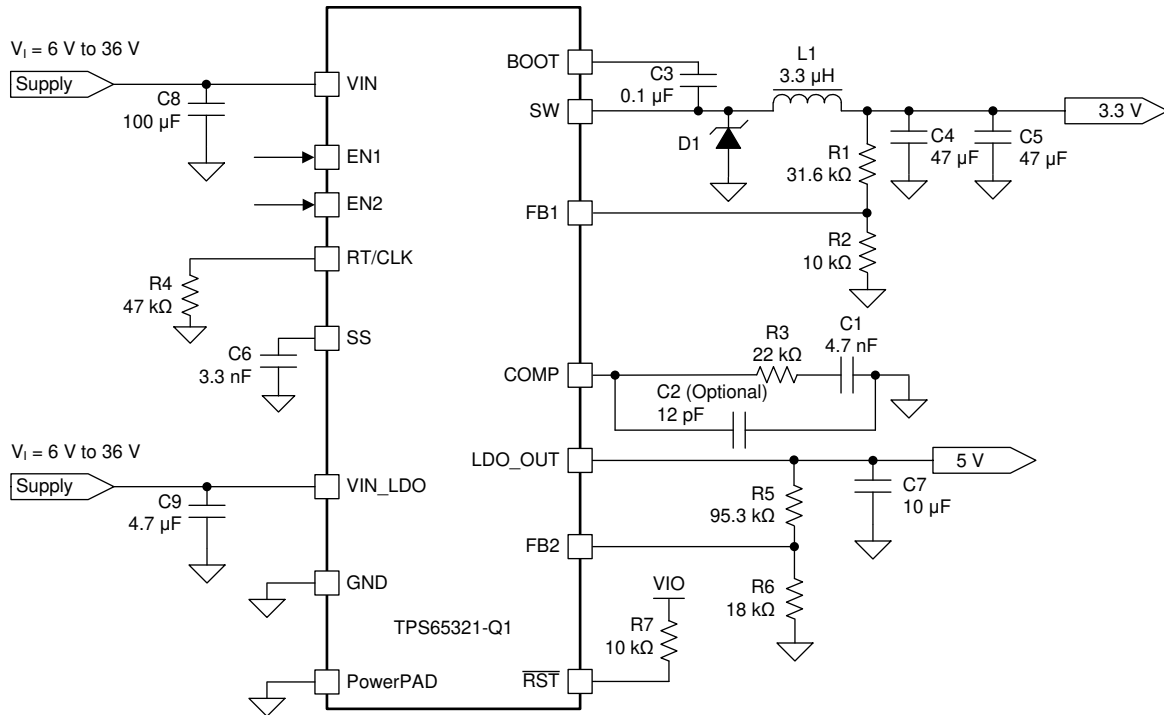 V_I = 6 V to 36 V
Supply
C8
100 µF
VIN
EN1
EN2
RT/CLK
R4
47 kΩ
SS
C6
3.3 nF
V_I = 6 V to 36 V
Supply
C9
4.7 µF
VIN_LDO
GND
PowerPAD
TPS65321-Q1
BOOT
C3
0.1 µF
SW
D1
L1
3.3 µH
3.3 V
C4
47 µF
C5
47 µF
R1
31.6 kΩ
FB1
R2
10 kΩ
COMP
R3
22 kΩ
C1
4.7 nF
C2 (Optional)
12 pF
LDO_OUT
5 V
R5
95.3 kΩ
C7
10 µF
FB2
R6
18 kΩ
VIO
R7
10 kΩ
R̅S̅T̅